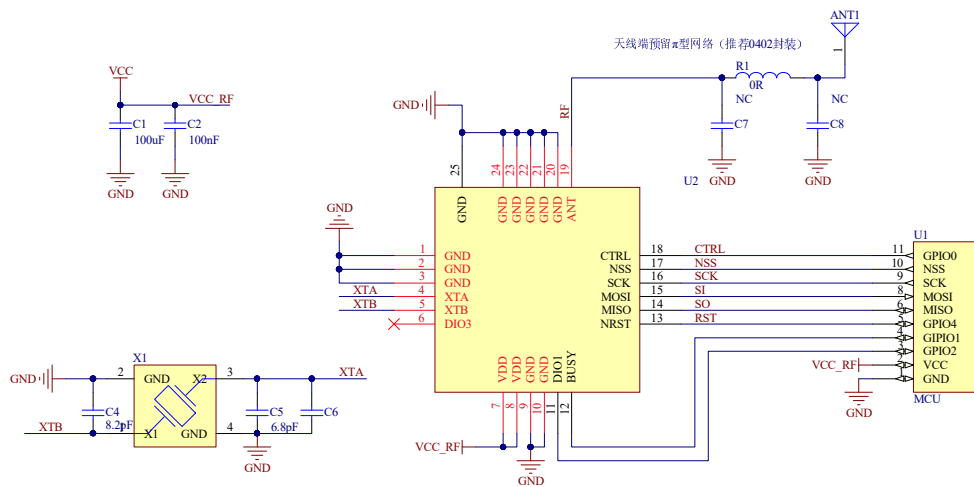 ANT1
天线端预留π型网络（推荐0402封装）
1
R1
0R
VCC
VCC_RF
GND
RF
NC
NC
C1
100uF
C2
100nF
C7
C8
GND
GND
GND
GND
U2
25
24
23
22
21
20
19
GND
GND
GND
GND
GND
GND
ANT
GND
U1
1
GND
CTRL
18
CTRL
11
GPIO0
2
GND
NSS
17
NSS
10
NSS
3
GND
SCK
16
SCK
9
SCK
XTA
4
XTA
MOSI
15
SI
8
MOSI
XTB
5
XTB
MISO
14
SO
6
MISO
6
DIO3
NRST
13
RST
5
GPIO4
4
GIPIO1
3
GPIO2
VCC_RF
2
VCC
1
GND
GND
MCU
VDD
VDD
GND
GND
DIO1
BUSY
7
8
9
10
11
12
VCC_RF
GND
X1
GND
2
GND
X2
3
XTA
C4
8.2pF
C5
6.8pF
C6
XTB
1
X1
GND
4
GND